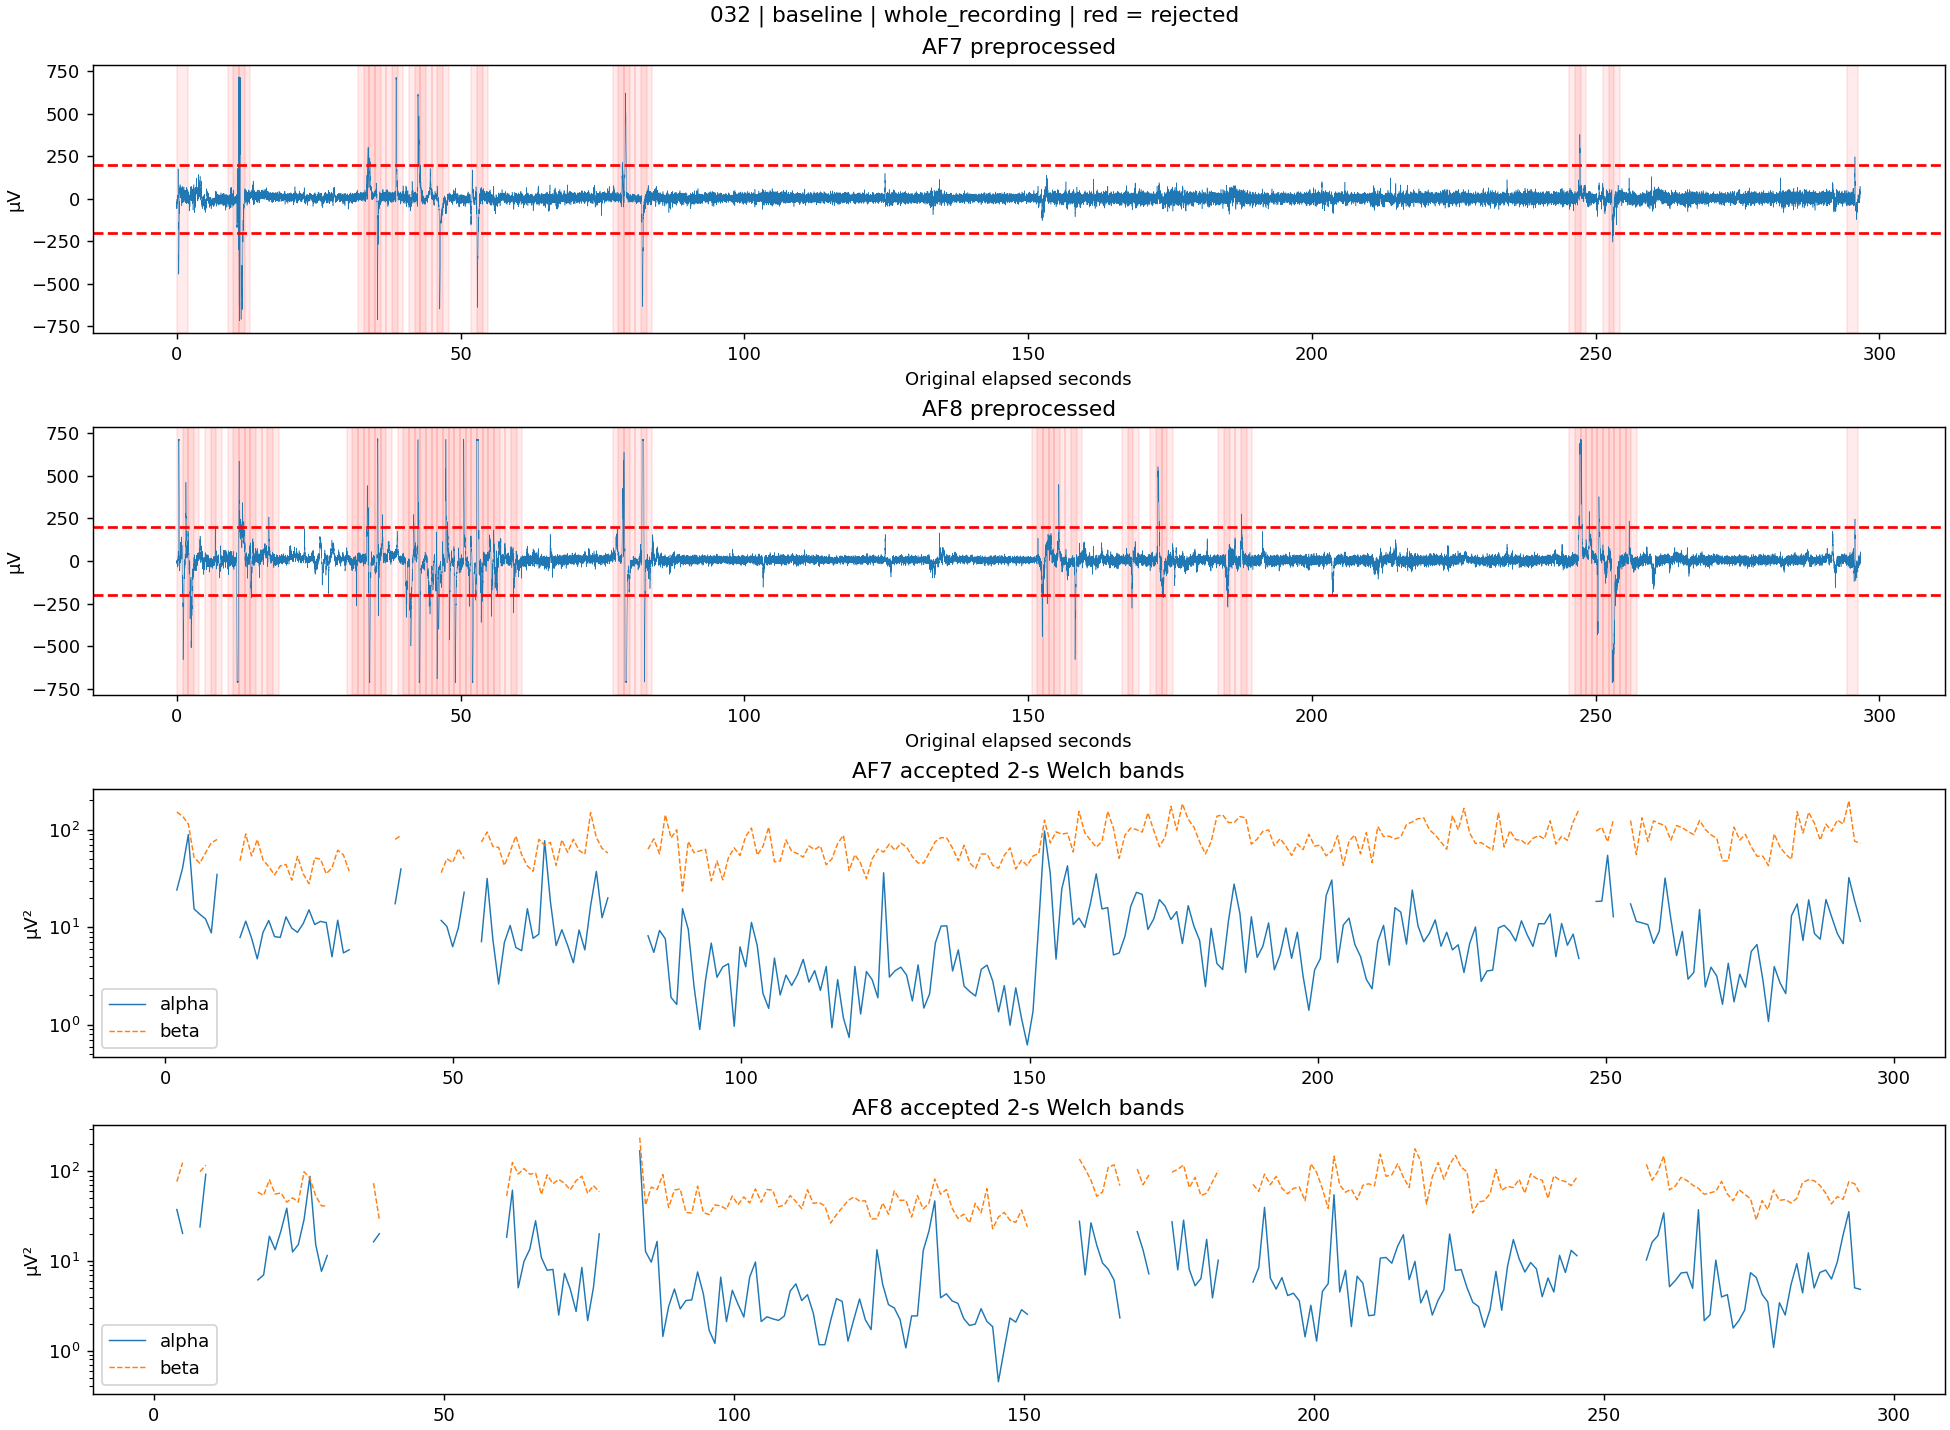 032 | baseline | whole_recording | red = rejected
AF7 preprocessed
750
500
250
0
−250
−500
−750
µV
0 50 100 150 200 250 300
Original elapsed seconds
AF8 preprocessed
750
500
250
0
−250
−500
−750
µV
0 50 100 150 200 250 300
Original elapsed seconds
AF7 accepted 2-s Welch bands
10²
10¹
10⁰
µV²
alpha
beta
0 50 100 150 200 250 300
AF8 accepted 2-s Welch bands
10²
10¹
10⁰
µV²
alpha
beta
0 50 100 150 200 250 300